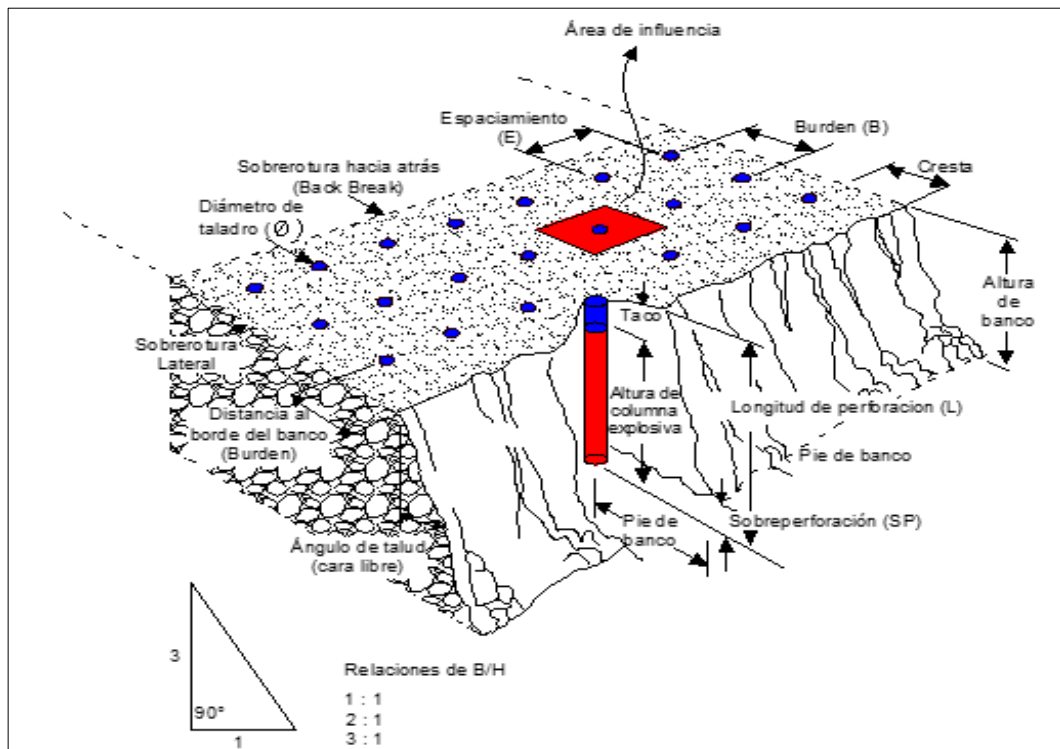 Área de influencia
Espaciamiento
(E)
Burden (B)
Cresta
Sobrerotura hacia atrás
(Back Break)
Diámetro de
taladro (Ø)
Altura
de
banco
Taco
Sobrerotura
Lateral
Altura de
columna
explosiva
Longitud de perforacion (L)
Distancia al
borde del banco
(Burden)
Pie de banco
Pie de
banco
Sobreperforación (SP)
Ángulo de talud
(cara libre)
3
90°
1
Relaciones de B/H
1 : 1
2 : 1
3 : 1